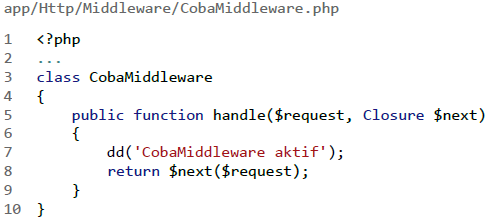 app/Http/Middleware/CobaMiddleware.php
1 <?php
2 ...
3 class CobaMiddleware
4 {
5     public function handle($request, Closure $next)
6     {
7         dd('CobaMiddleware aktif');
8         return $next($request);
9     }
10 }